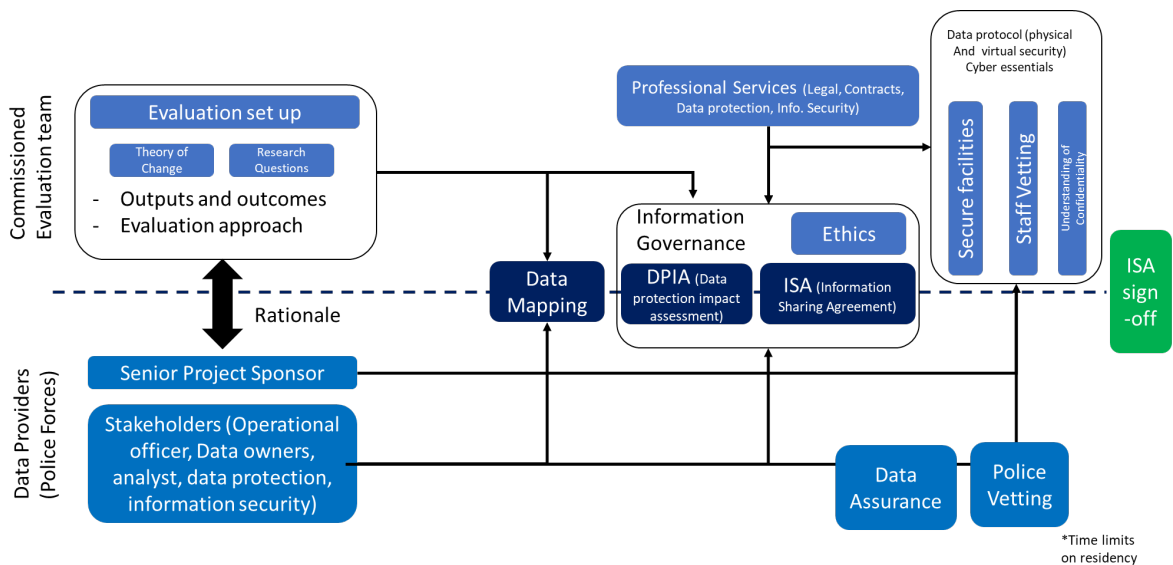 Commissioned
Evaluation team
Evaluation set up
Theory of
Change
Research
Questions
- Outputs and outcomes
- Evaluation approach
Professional Services (Legal, Contracts,
Data protection, Info. Security)
Data protocol (physical
And virtual security)
Cyber essentials
Secure facilities
Staff Vetting
Understanding of
Confidentiality
Information
Governance
Ethics
DPIA (Data
protection impact
assessment)
ISA (Information
Sharing Agreement)
Data
Mapping
ISA
sign
-off
Rationale
Data Providers
(Police Forces)
Senior Project Sponsor
Stakeholders (Operational
officer, Data owners,
analyst, data protection,
information security)
Data
Assurance
Police
Vetting
*Time limits
on residency